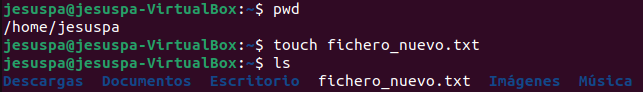 jesuspa@jesuspa-VirtualBox:~$ pwd
/home/jesuspa
jesuspa@jesuspa-VirtualBox:~$ touch fichero_nuevo.txt
jesuspa@jesuspa-VirtualBox:~$ ls
Descargas Documentos Escritorio fichero_nuevo.txt Imágenes Música